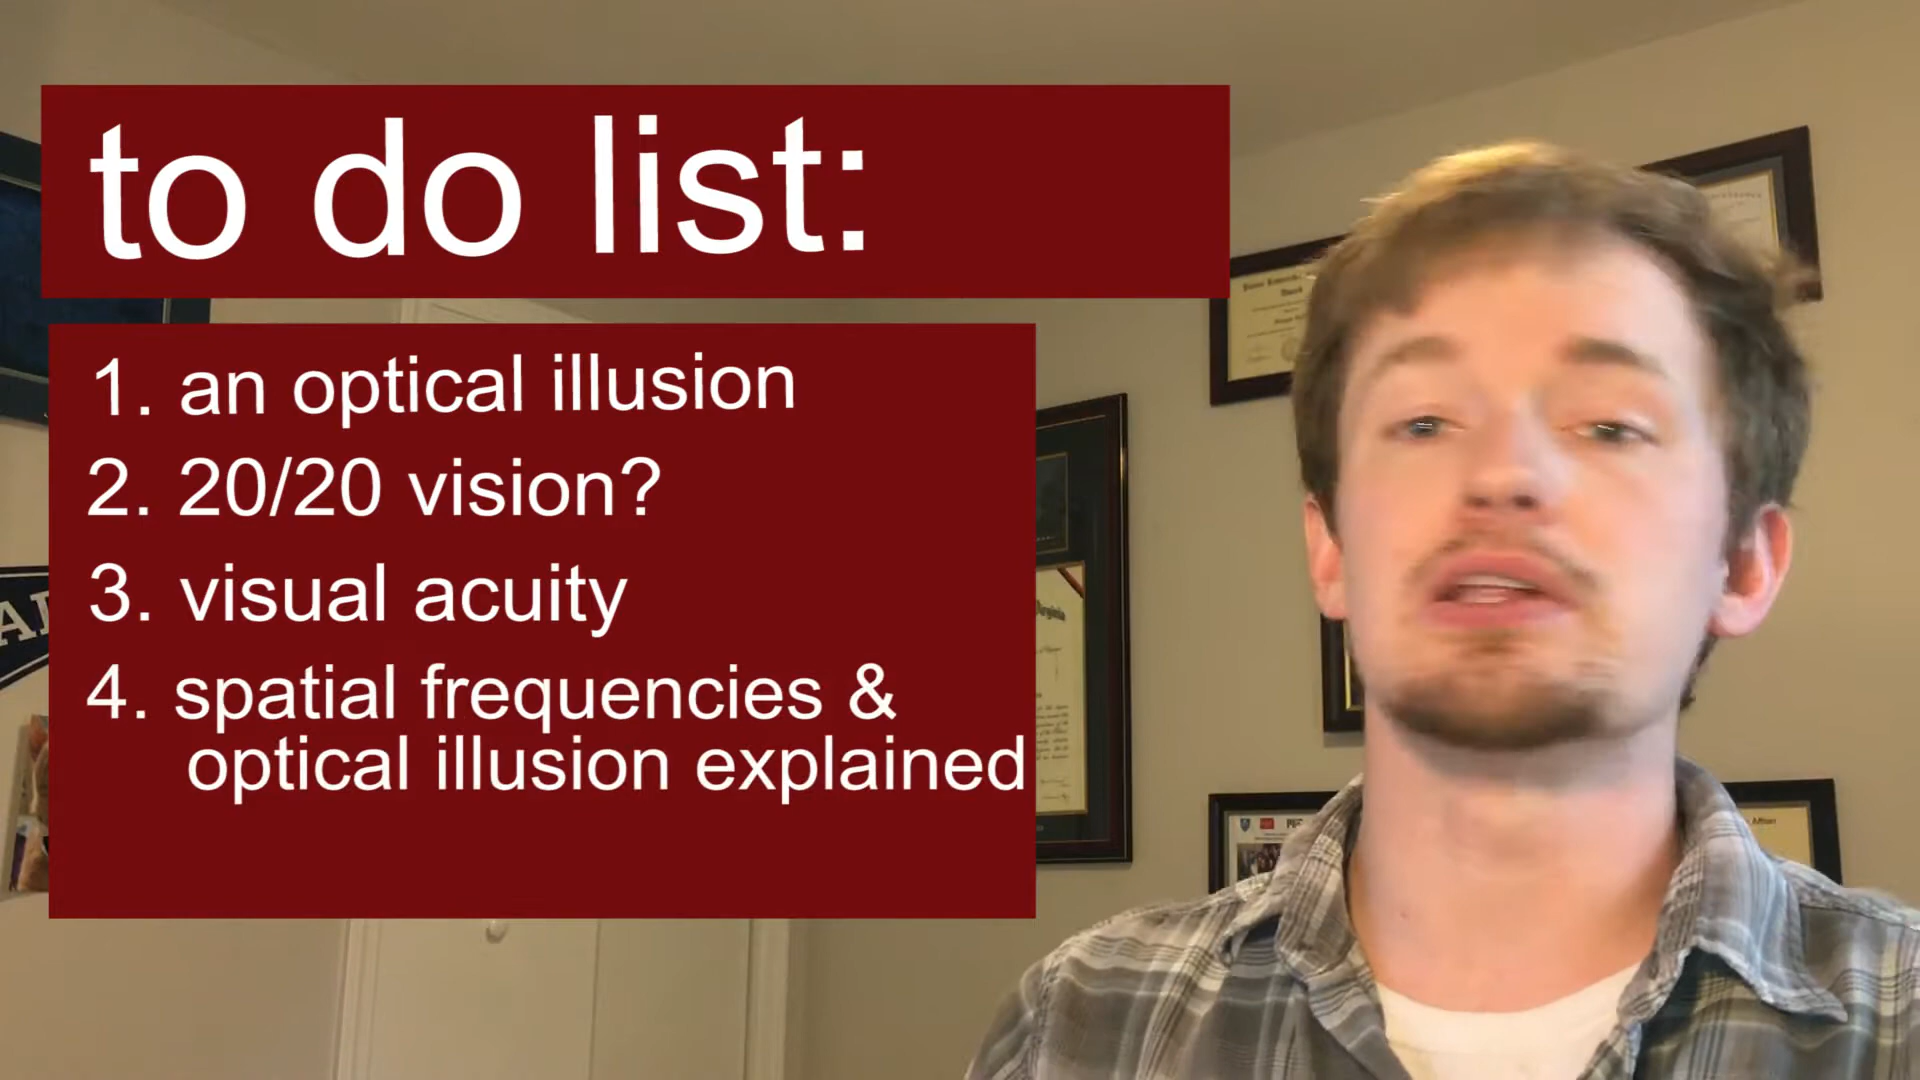 to do list:
1. an optical illusion
2. 20/20 vision?
3. visual acuity
4. spatial frequencies &
optical illusion explained